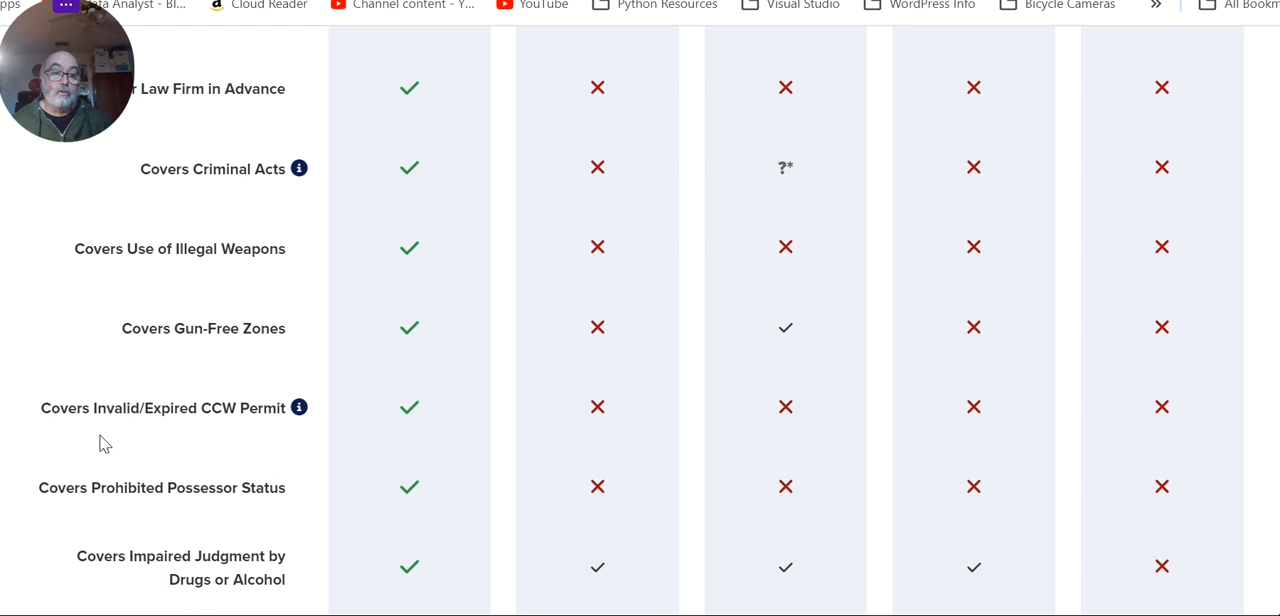 pps ata Analyst - Bl... Cloud Reader Channel content - Y... YouTube Python Resources Visual Studio WordPress Info Bicycle Cameras » All Bookm
r Law Firm in Advance
Covers Criminal Acts
?*
Covers Use of Illegal Weapons
Covers Gun-Free Zones
Covers Invalid/Expired CCW Permit
Covers Prohibited Possessor Status
Covers Impaired Judgment by
Drugs or Alcohol